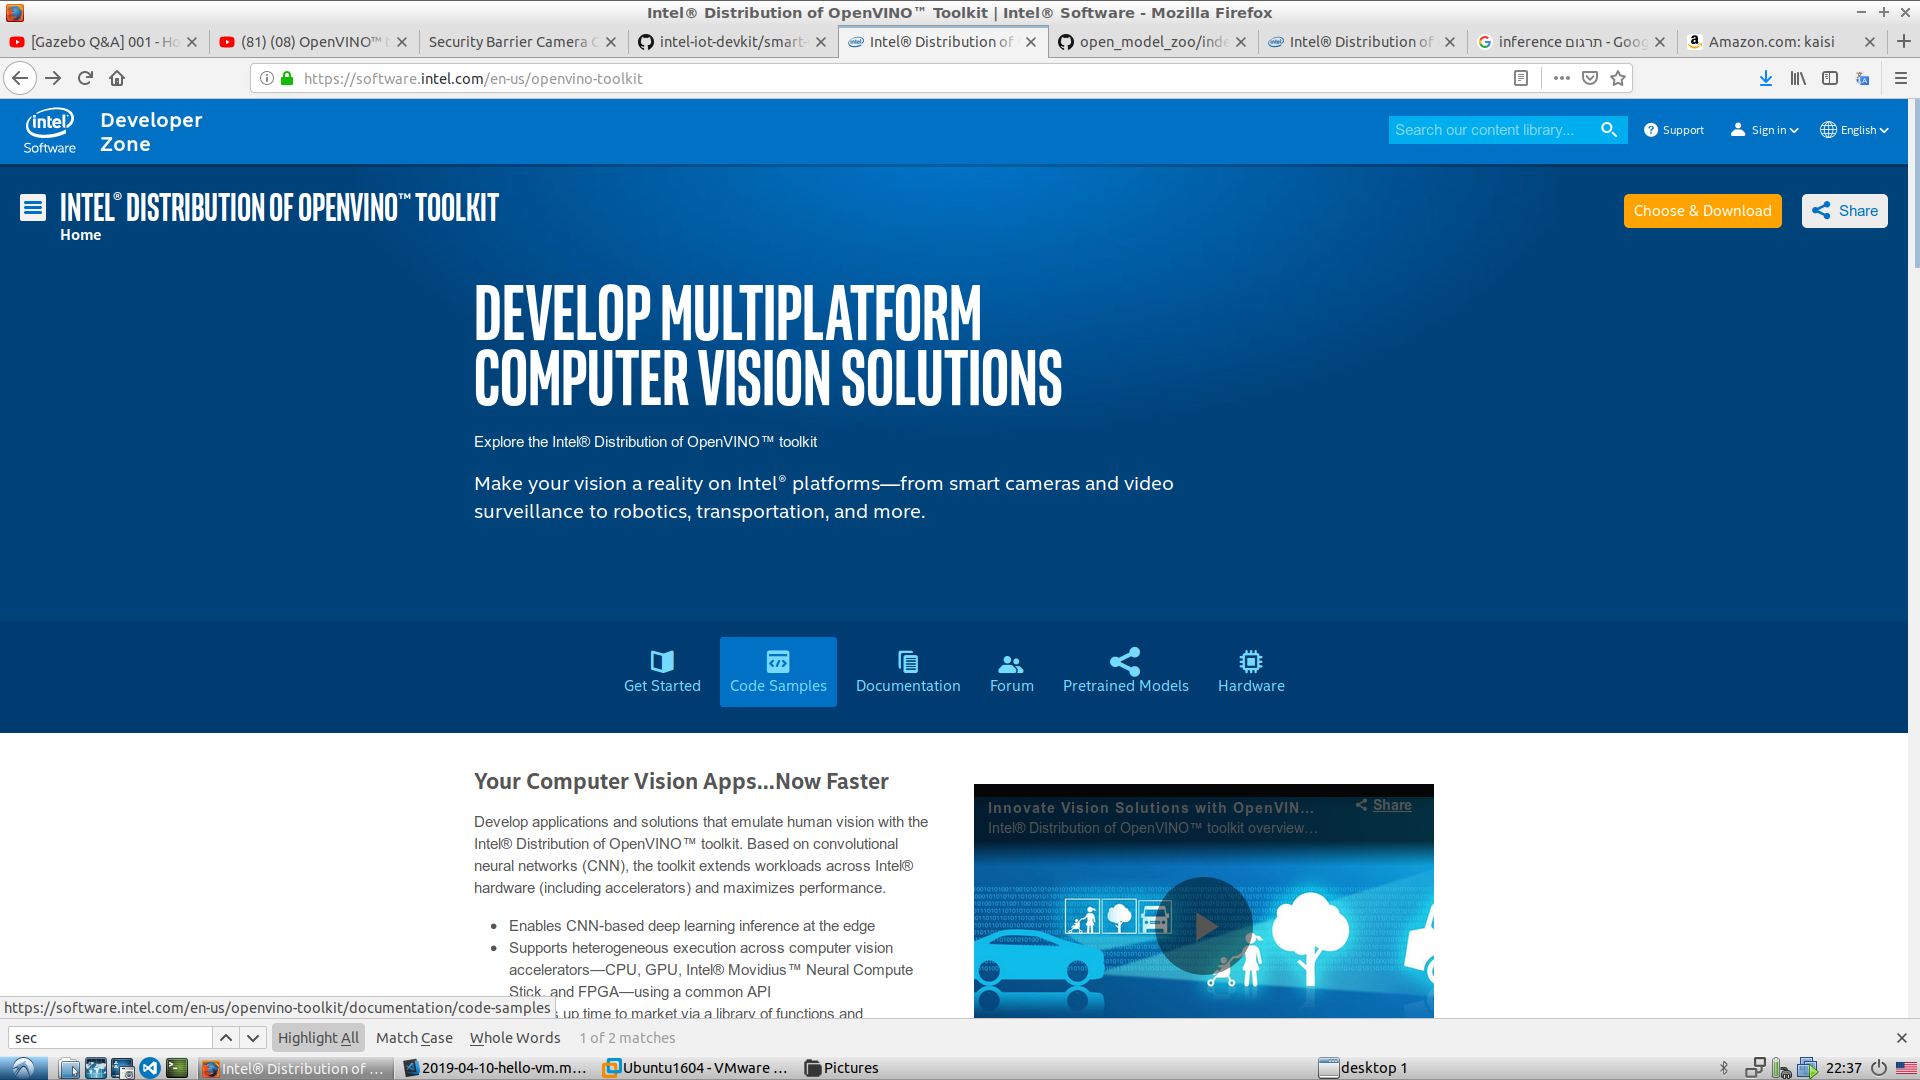 Intel® Distribution of OpenVINO™ Toolkit | Intel® Software - Mozilla Firefox
[Gazebo Q&A] 001 - Ho
(81) (08) OpenVINO™ t
Security Barrier Camera C
intel-iot-devkit/smart-
Intel® Distribution of
open_model_zoo/inde
Intel® Distribution of
inference תרגום - Goog
Amazon.com: kaisi
https://software.intel.com/en-us/openvino-toolkit
intel
Software
Developer
Zone
Search our content library...
Support
Sign in
English
INTEL® DISTRIBUTION OF OPENVINO™ TOOLKIT
Home
Choose & Download
Share
DEVELOP MULTIPLATFORM
COMPUTER VISION SOLUTIONS
Explore the Intel® Distribution of OpenVINO™ toolkit
Make your vision a reality on Intel® platforms—from smart cameras and video
surveillance to robotics, transportation, and more.
Get Started
Code Samples
Documentation
Forum
Pretrained Models
Hardware
Your Computer Vision Apps...Now Faster
Develop applications and solutions that emulate human vision with the
Intel® Distribution of OpenVINO™ toolkit. Based on convolutional
neural networks (CNN), the toolkit extends workloads across Intel®
hardware (including accelerators) and maximizes performance.
• Enables CNN-based deep learning inference at the edge
• Supports heterogeneous execution across computer vision
accelerators—CPU, GPU, Intel® Movidius™ Neural Compute
Stick, and FPGA—using a common API
up time to market via a library of functions and
Innovate Vision Solutions with OpenVIN...
Share
Intel® Distribution of OpenVINO™ toolkit overview...
https://software.intel.com/en-us/openvino-toolkit/documentation/code-samples
sec
Highlight All
Match Case
Whole Words
1 of 2 matches
Intel® Distribution of ...
2019-04-10-hello-vm.m...
Ubuntu1604 - VMware ...
Pictures
desktop 1
22:37